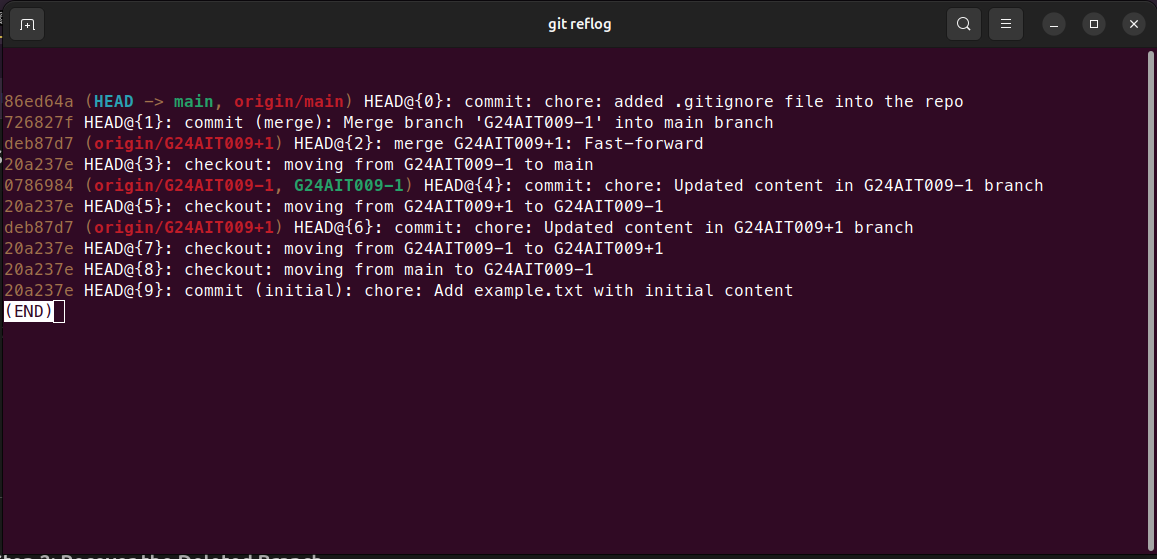 git reflog
86ed64a (HEAD -> main, origin/main) HEAD@{0}: commit: chore: added .gitignore file into the repo
726827f HEAD@{1}: commit (merge): Merge branch 'G24AIT009-1' into main branch
deb87d7 (origin/G24AIT009+1) HEAD@{2}: merge G24AIT009+1: Fast-forward
20a237e HEAD@{3}: checkout: moving from G24AIT009-1 to main
0786984 (origin/G24AIT009-1, G24AIT009-1) HEAD@{4}: commit: chore: Updated content in G24AIT009-1 branch
20a237e HEAD@{5}: checkout: moving from G24AIT009+1 to G24AIT009-1
deb87d7 (origin/G24AIT009+1) HEAD@{6}: commit: chore: Updated content in G24AIT009+1 branch
20a237e HEAD@{7}: checkout: moving from G24AIT009-1 to G24AIT009+1
20a237e HEAD@{8}: checkout: moving from main to G24AIT009-1
20a237e HEAD@{9}: commit (initial): chore: Add example.txt with initial content
(END)
Recover the Deleted Branch